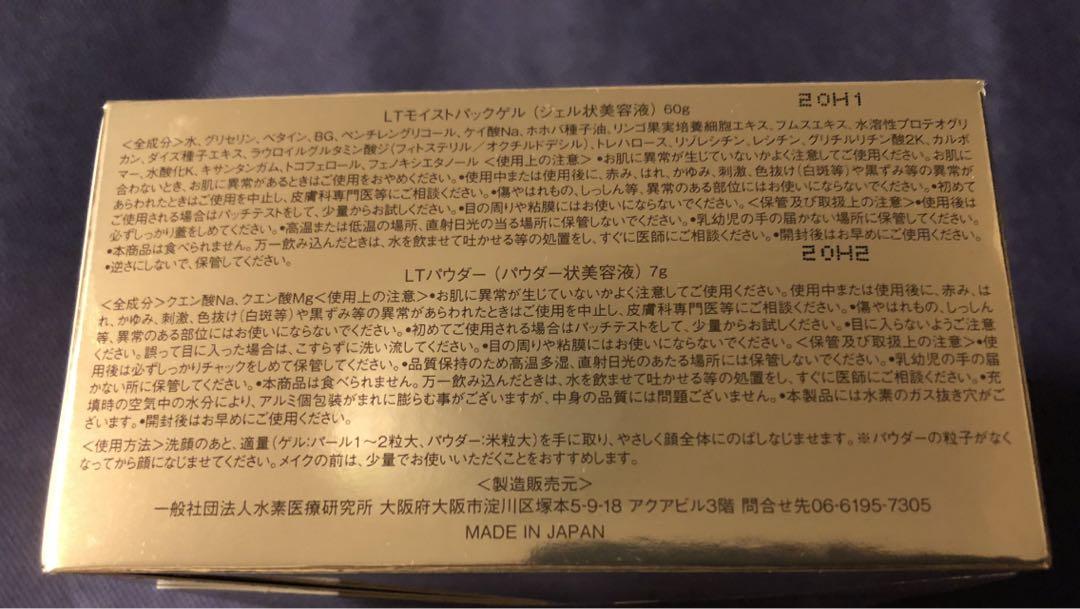 20H1
LTモイストパックゲル（ジェル状美容液）60g
＜全成分＞水、グリセリン、ベタイン、BG、ペンチレングリコール、ケイ酸Na、ホホバ種子油、リンゴ果実培養細胞エキス、フムスエキス、水溶性プロテオグリ
カン、ダイズ種子エキス、ラウロイルグルタミン酸ジ（フィトステリル／オクチルドデシル）、トレハロース、リゾレシチン、レシチン、グリチルリチン酸2K、カルボ
マー、水酸化K、キサンタンガム、トコフェロール、フェノキシエタノール＜使用上の注意＞•お肌に異常が生じていないかよく注意してご使用ください。お肌に
合わないとき、お肌に異常があるときはご使用をおやめください。•使用中または使用後に、赤み、はれ、かゆみ、刺激、色抜け(白斑等)や黒ずみ等の異常が
あらわれたときはご使用を中止し、皮膚科専門医等にご相談ください。•傷やはれもの、しっしん等、異常のある部位にはお使いにならないでください。•初めて
ご使用される場合はパッチテストをして、少量からお試しください。•目の周りや粘膜にはお使いにならないでください。＜保管及び取扱上の注意＞•使用後は
必ずしっかり蓋をしめてください。•高温または低温の場所、直射日光の当る場所に保管しないでください。•乳幼児の手の届かない場所に保管してください。
•本商品は食べられません。万一飲み込んだときは、水を飲ませて吐かせる等の処置をし、すぐに医師にご相談ください。•開封後はお早めにご使用ください。
•逆さにしないで、保管してください。
20H2
LTパウダー（パウダー状美容液）7g
＜全成分＞クエン酸Na、クエン酸Mg＜使用上の注意＞•お肌に異常が生じていないかよく注意してご使用ください。使用中または使用後に、赤み、は
れ、かゆみ、刺激、色抜け(白斑等)や黒ずみ等の異常があらわれたときはご使用を中止し、皮膚科専門医等にご相談ください。•傷やはれもの、しっしん
等、異常のある部位にはお使いにならないでください。•初めてご使用される場合はパッチテストをして、少量からお試しください。•目に入らないようご注意
ください。誤って目に入った場合は、こすらずに洗い流してください。•目の周りや粘膜にはお使いにならないでください。＜保管及び取扱上の注意＞•使
用後は必ずしっかりチャックをしめて保管してください。•品質保持のため高温多湿、直射日光のあたる場所には保管しないでください。•乳幼児の手の届
かない所に保管してください。•本商品は食べられません。万一飲み込んだときは、水を飲ませて吐かせる等の処置をし、すぐに医師にご相談ください。•充
填時の空気中の水分により、アルミ個包装がまれに膨らむ事がございますが、中身の品質には問題ございません。•本製品には水素のガス抜き穴がござ
います。•開封後はお早めにご使用ください。
＜使用方法＞洗顔のあと、適量（ゲル:パール1〜2粒大、パウダー:米粒大）を手に取り、やさしく顔全体にのばしなじませます。※パウダーの粒子がなく
なってから顔になじませてください。メイクの前は、少量でお使いいただくことをおすすめします。
＜製造販売元＞
一般社団法人水素医療研究所 大阪府大阪市淀川区塚本5-9-18 アクアビル3階 問合せ先06-6195-7305
MADE IN JAPAN